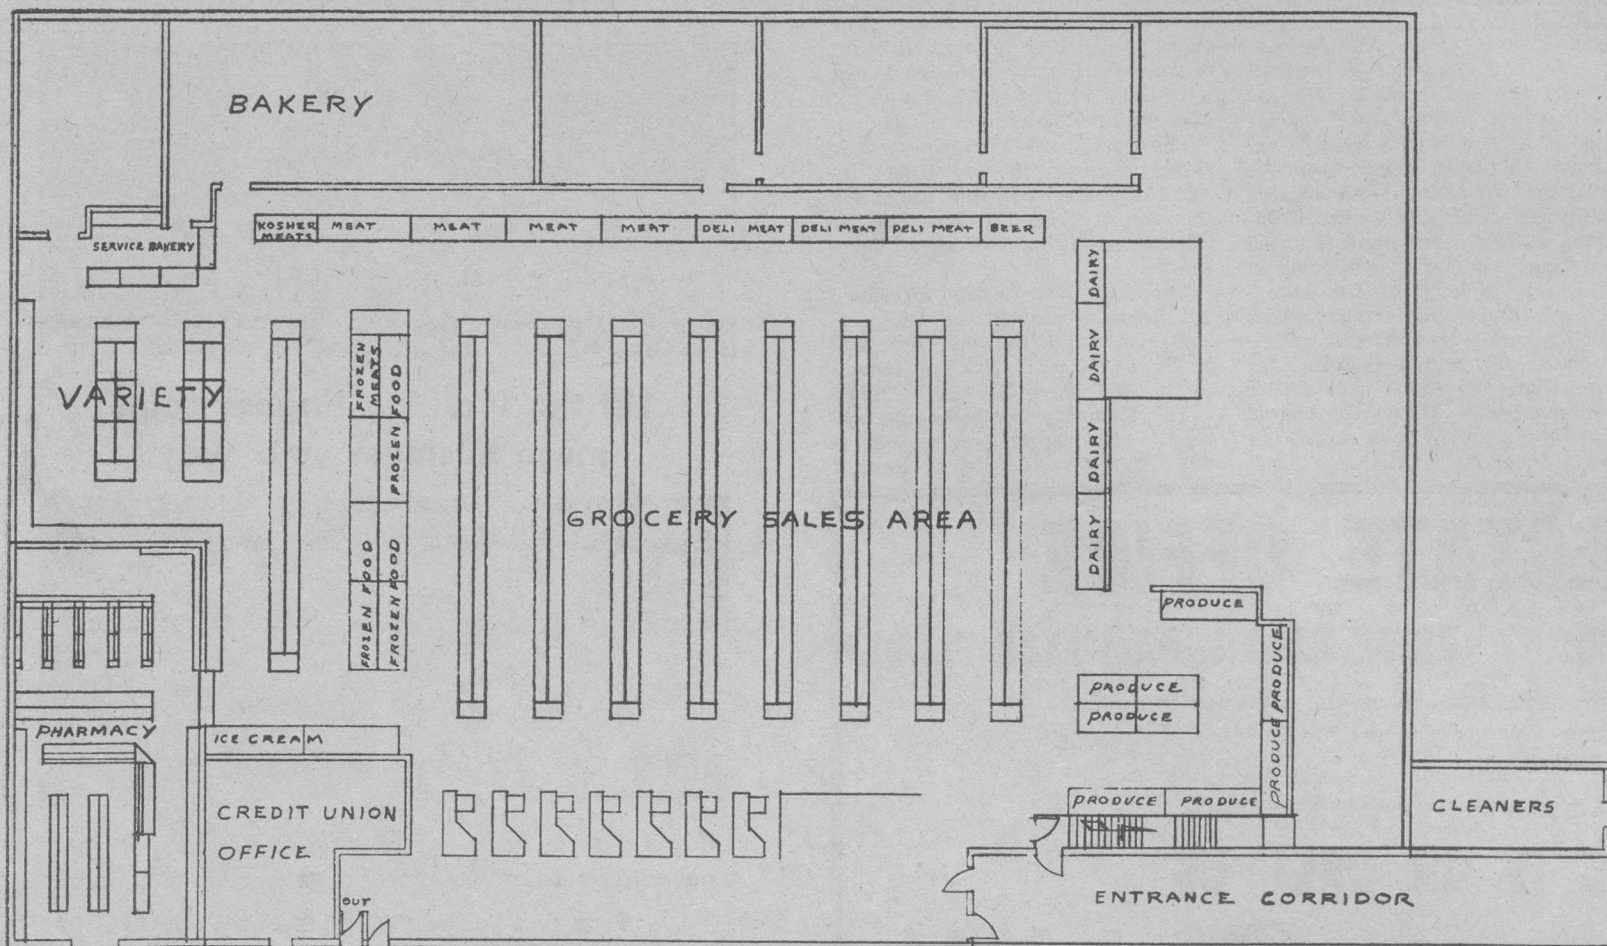 BAKERY
SERVICE BAKERY
KOSHER
MEATS
MEAT
MEAT
MEAT
MEAT
DELI MEAT
DELI MEAT
DELI MEAT
BEER
DAIRY
DAIRY
DAIRY
DAIRY
VARIETY
FROZEN
MEATS
FROZEN FOOD
FROZEN FOOD
FROZEN FOOD
GROCERY SALES AREA
PRODUCE
PRODUCE
PRODUCE
PRODUCE
PRODUCE
PRODUCE
PRODUCE
PHARMACY
ICE CREAM
CREDIT UNION
OFFICE
CLEANERS
OUT
ENTRANCE CORRIDOR